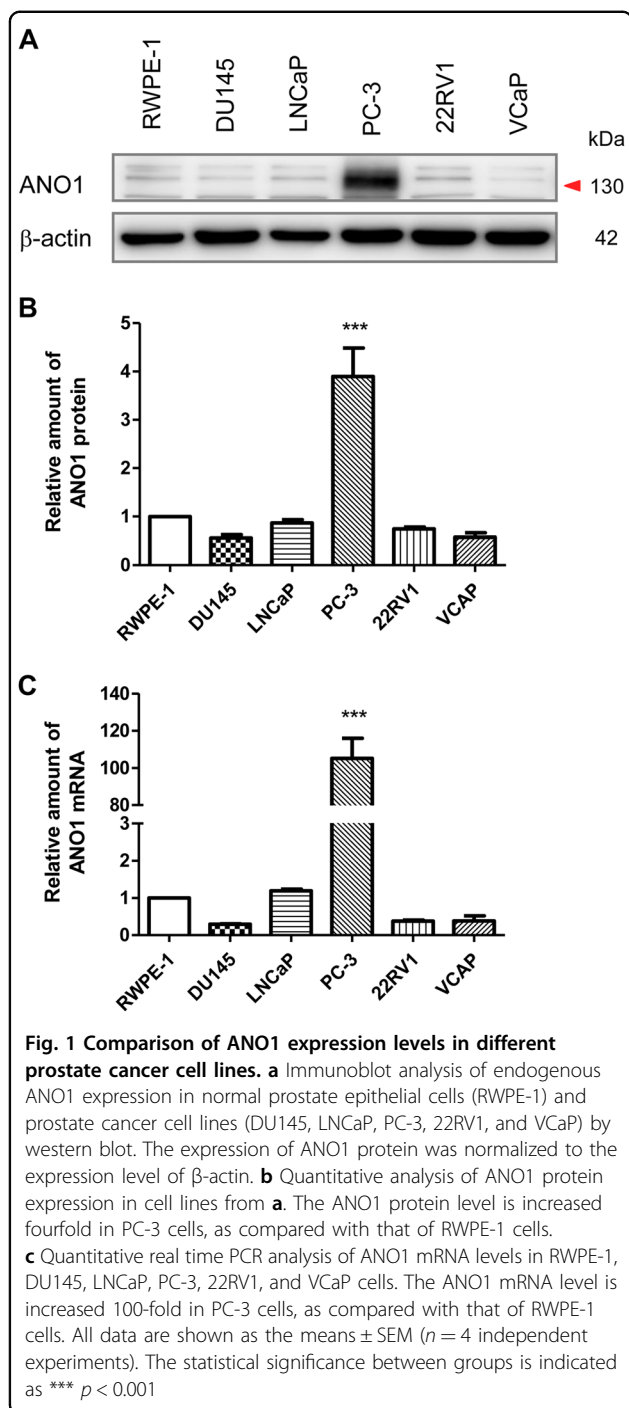 A
RWPE-1
DU145
LNCaP
PC-3
22RV1
VCaP
kDa
ANO1
130
β-actin
42
B
Relative amount of
ANO1 protein
5
4
3
2
1
0
***
RWPE-1
DU145
LNCaP
PC-3
22RV1
VCAP
C
Relative amount of
ANO1 mRNA
140
120
100
80
3
2
1
0
***
RWPE-1
DU145
LNCaP
PC-3
22RV1
VCAP
Fig. 1 Comparison of ANO1 expression levels in different
prostate cancer cell lines. a Immunoblot analysis of endogenous
ANO1 expression in normal prostate epithelial cells (RWPE-1) and
prostate cancer cell lines (DU145, LNCaP, PC-3, 22RV1, and VCaP) by
western blot. The expression of ANO1 protein was normalized to the
expression level of β-actin. b Quantitative analysis of ANO1 protein
expression in cell lines from a. The ANO1 protein level is increased
fourfold in PC-3 cells, as compared with that of RWPE-1 cells.
c Quantitative real time PCR analysis of ANO1 mRNA levels in RWPE-1,
DU145, LNCaP, PC-3, 22RV1, and VCaP cells. The ANO1 mRNA level is
increased 100-fold in PC-3 cells, as compared with that of RWPE-1
cells. All data are shown as the means ± SEM (n = 4 independent
experiments). The statistical significance between groups is indicated
as *** p < 0.001